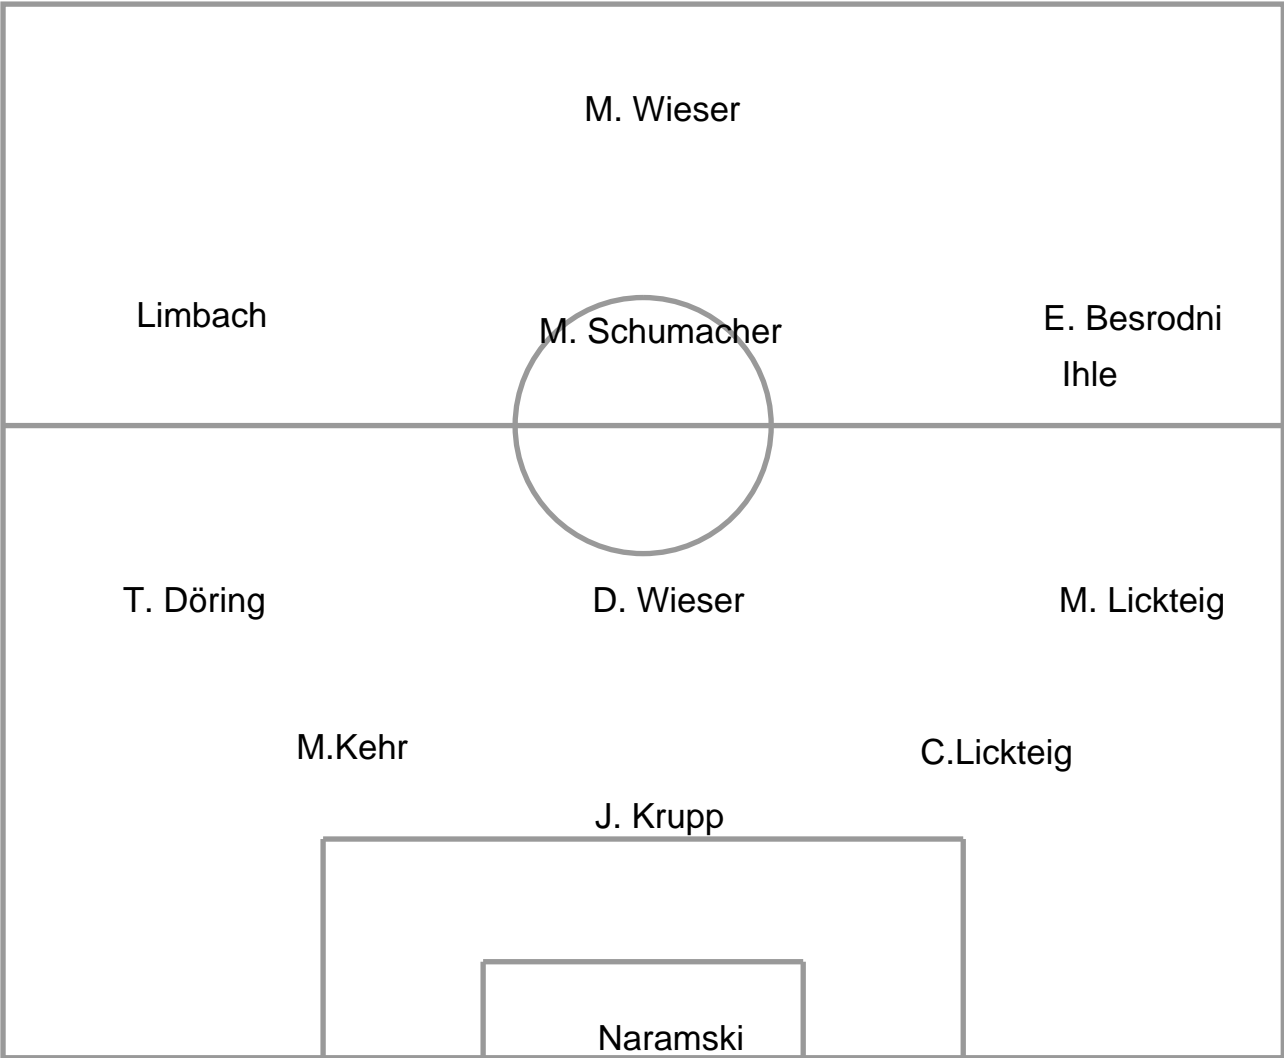 M. Wieser
Limbach
M. Schumacher
E. Besrodni
Ihle
T. Döring
D. Wieser
M. Lickteig
M.Kehr
C.Lickteig
J. Krupp
Naramski